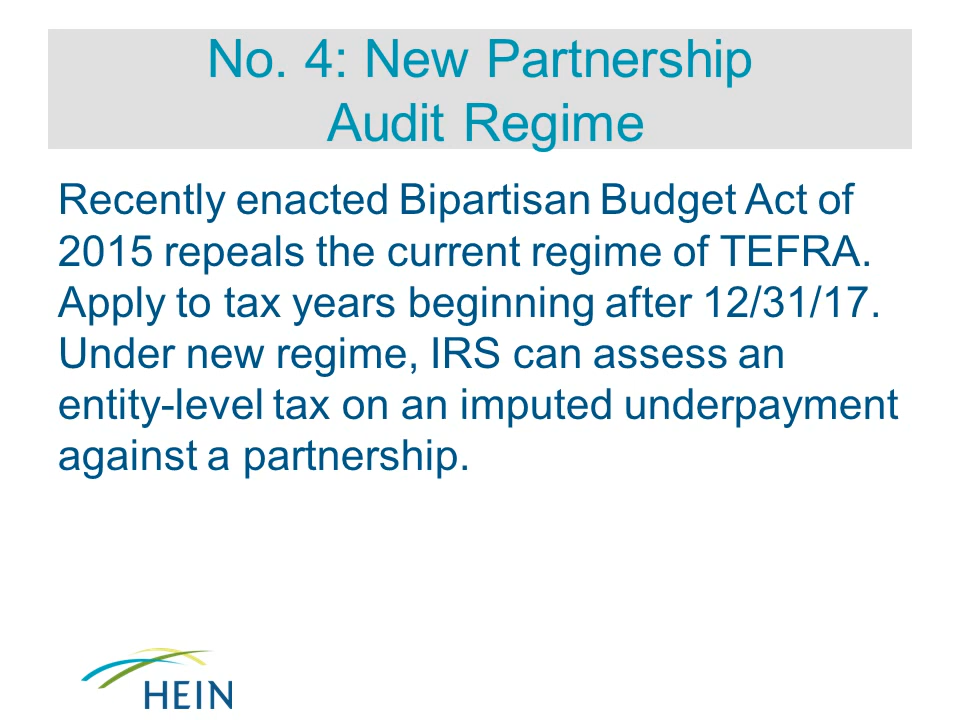 No. 4: New Partnership
Audit Regime
Recently enacted Bipartisan Budget Act of
2015 repeals the current regime of TEFRA.
Apply to tax years beginning after 12/31/17.
Under new regime, IRS can assess an
entity-level tax on an imputed underpayment
against a partnership.
HEIN